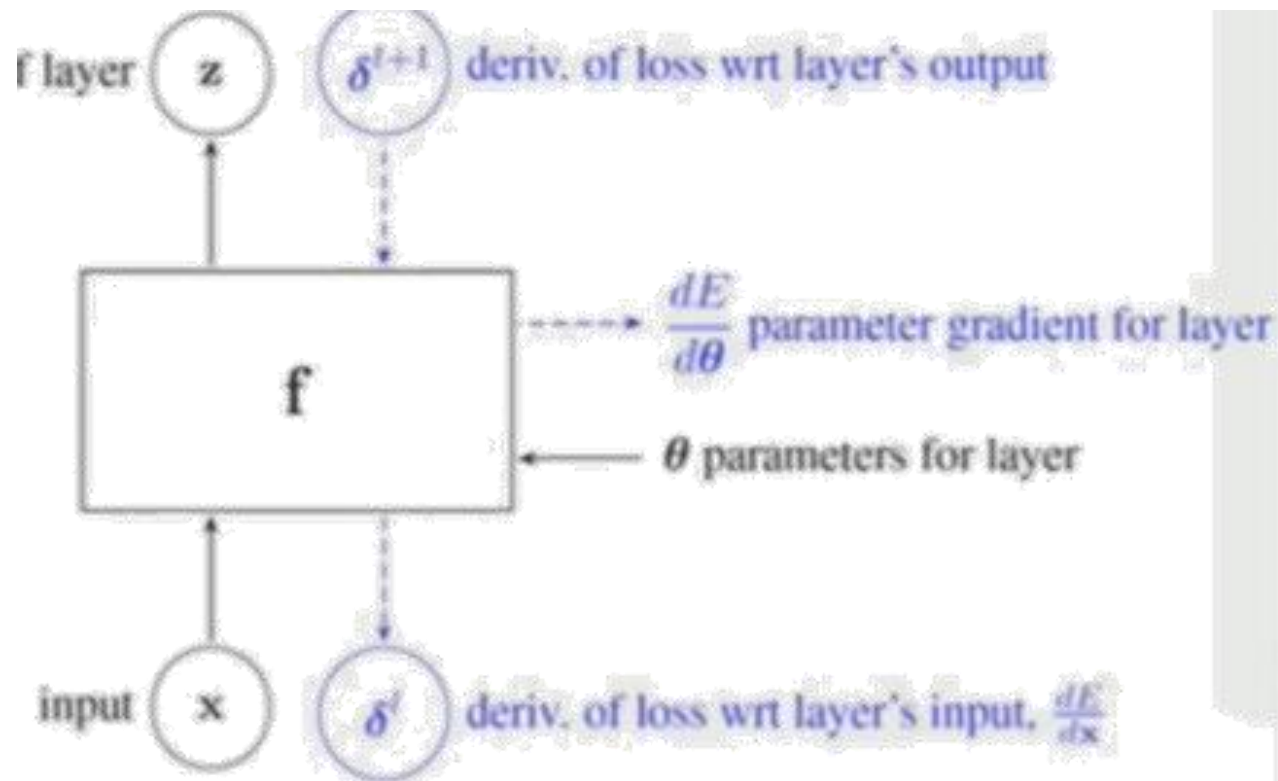 f layer z δ^{l+1} deriv. of loss wrt layer's output
dE/dθ parameter gradient for layer
f
θ parameters for layer
input x δ^l deriv. of loss wrt layer's input, dE/dx